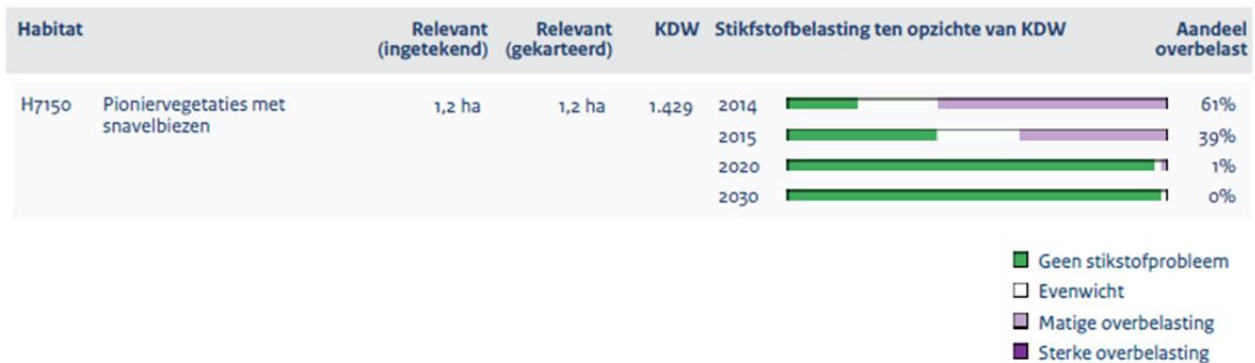 Habitat Relevant Relevant KDW Stikfstofbelasting ten opzichte van KDW Aandeel
(ingetekend) (gekarteerd) overbelast
H7150 Pioniervegetaties met 1,2 ha 1,2 ha 1.429 2014 61%
snavelbiezen
2015 39%
2020 1%
2030 0%
Geen stikstofprobleem
Evenwicht
Matige overbelasting
Sterke overbelasting